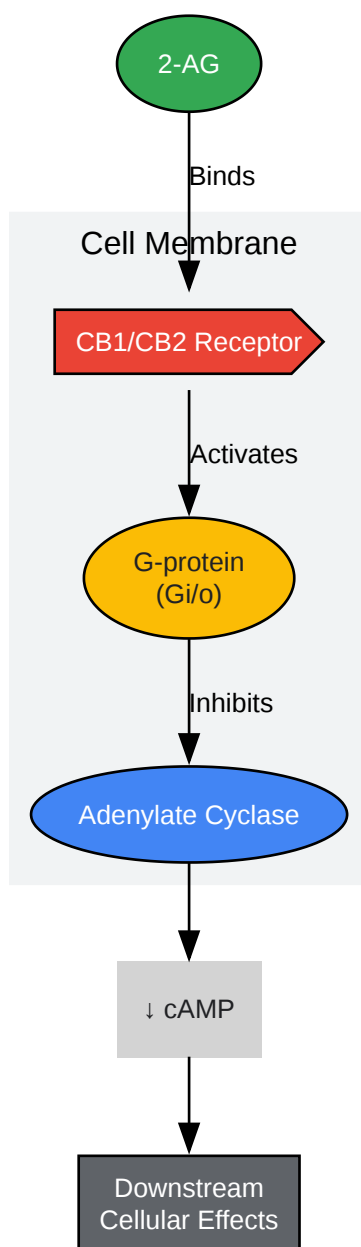 2-AG
Binds
Cell Membrane
CB1/CB2 Receptor
Activates
G-protein
(Gi/o)
Inhibits
Adenylate Cyclase
↓ cAMP
Downstream
Cellular Effects